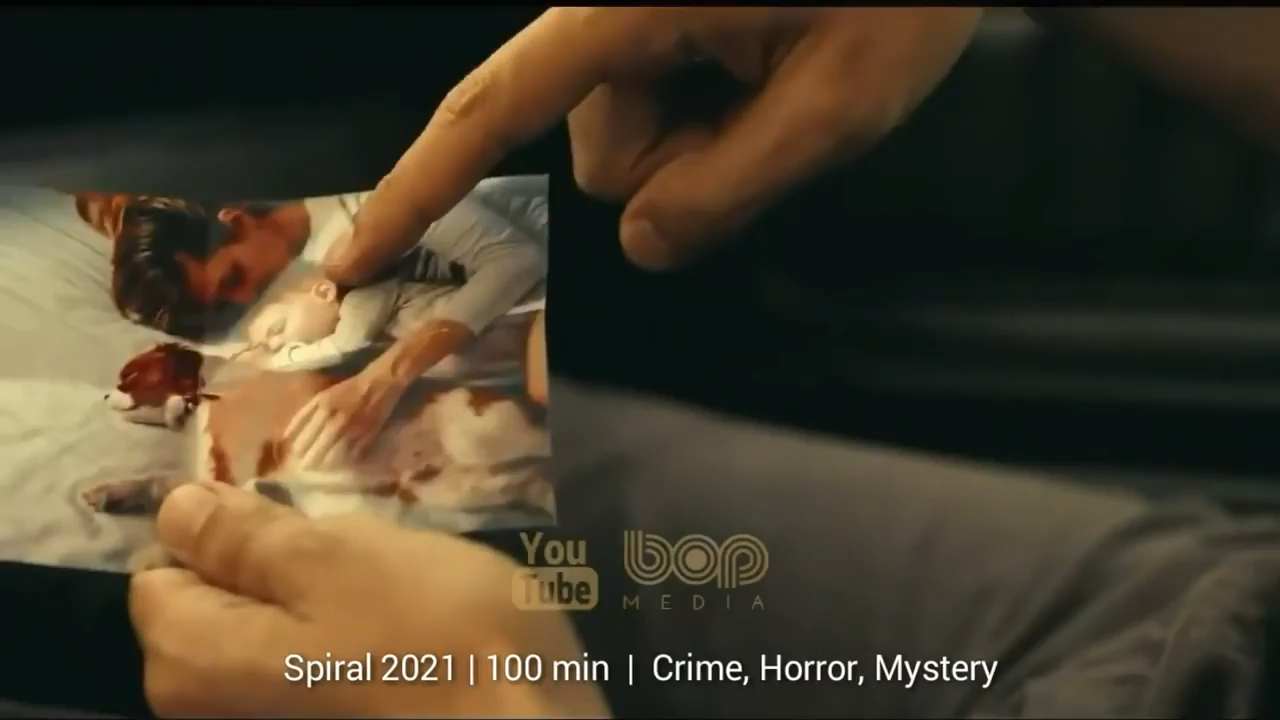 You
Tube
bop
MEDIA
Spiral 2021 | 100 min | Crime, Horror, Mystery